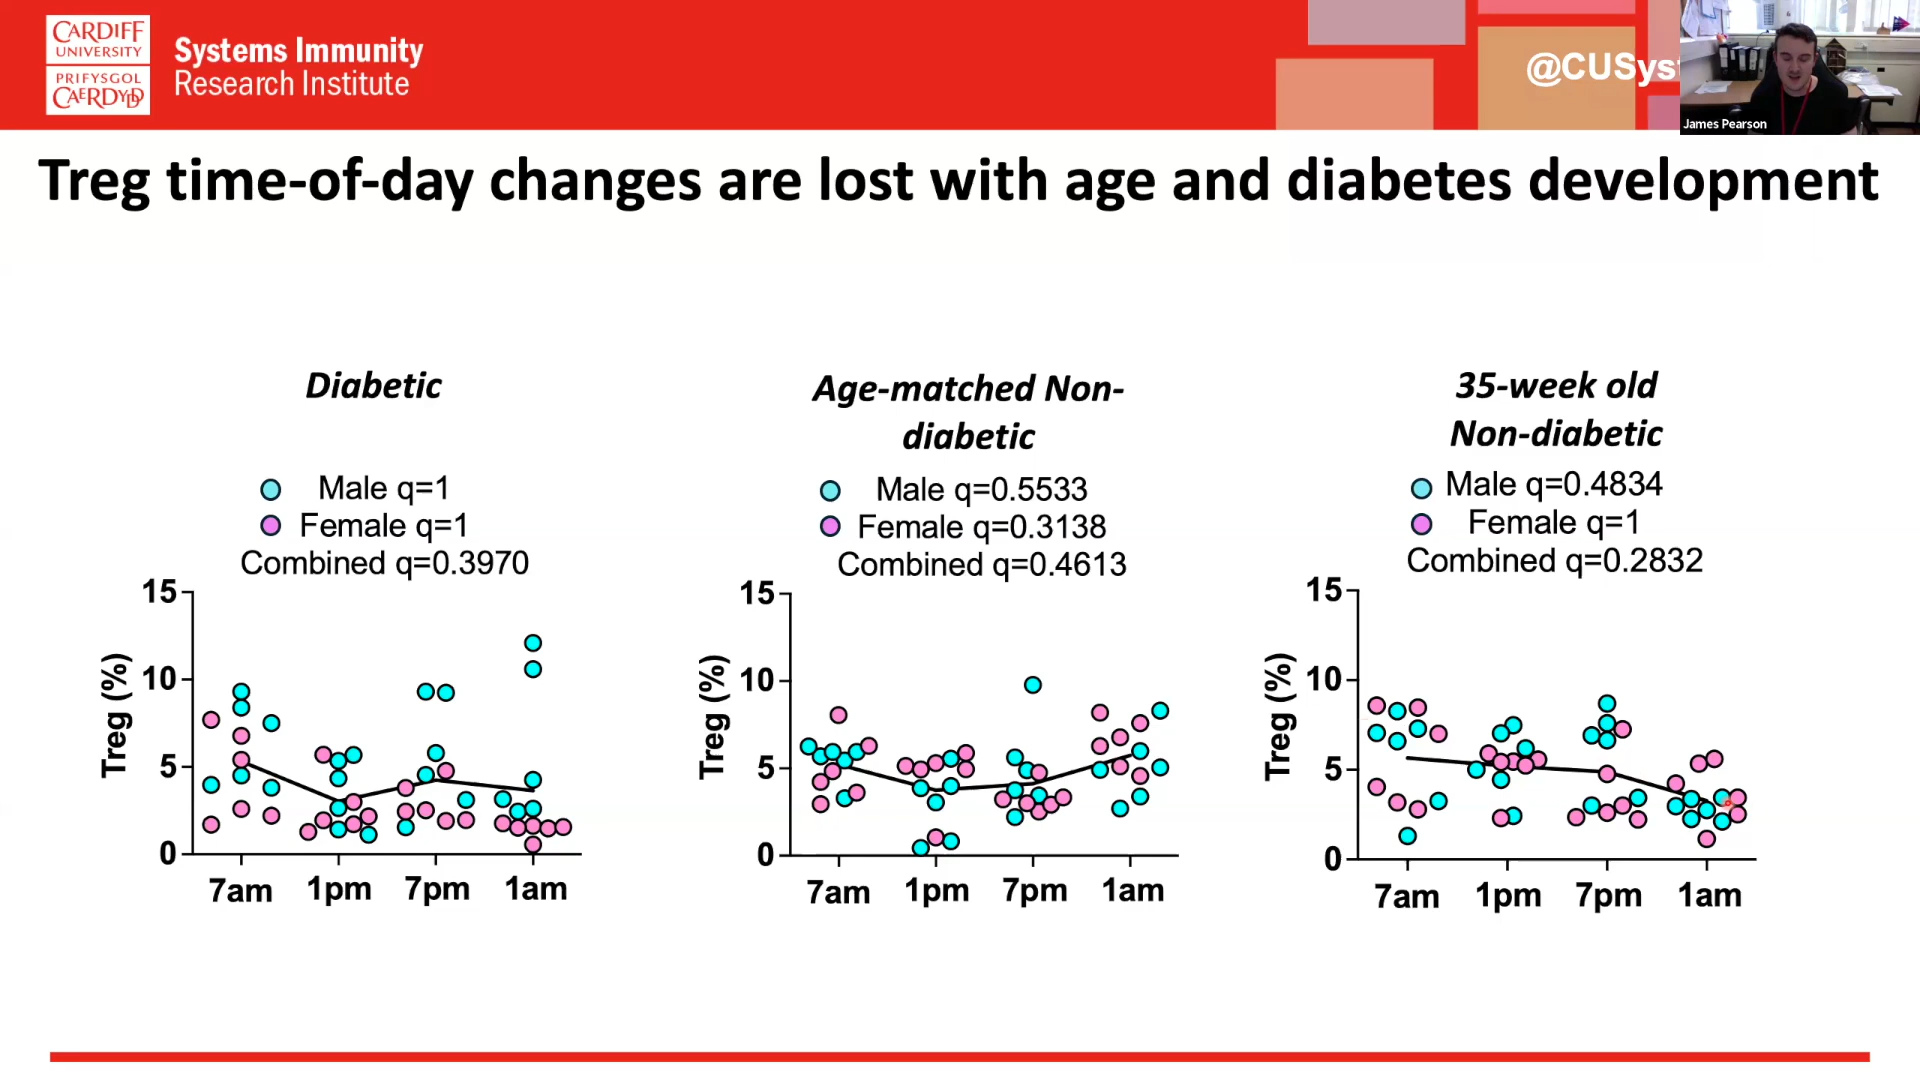 CARDIFF
UNIVERSITY
PRIFYSGOL
CAERDYDD
Systems Immunity
Research Institute
@CUSyst
James Pearson
Treg time-of-day changes are lost with age and diabetes development
Diabetic
Male q=1
Female q=1
Combined q=0.3970
15
10
5
0
Treg (%)
7am 1pm 7pm 1am
Age-matched Non-
diabetic
Male q=0.5533
Female q=0.3138
Combined q=0.4613
15
10
5
0
Treg (%)
7am 1pm 7pm 1am
35-week old
Non-diabetic
Male q=0.4834
Female q=1
Combined q=0.2832
15
10
5
0
Treg (%)
7am 1pm 7pm 1am